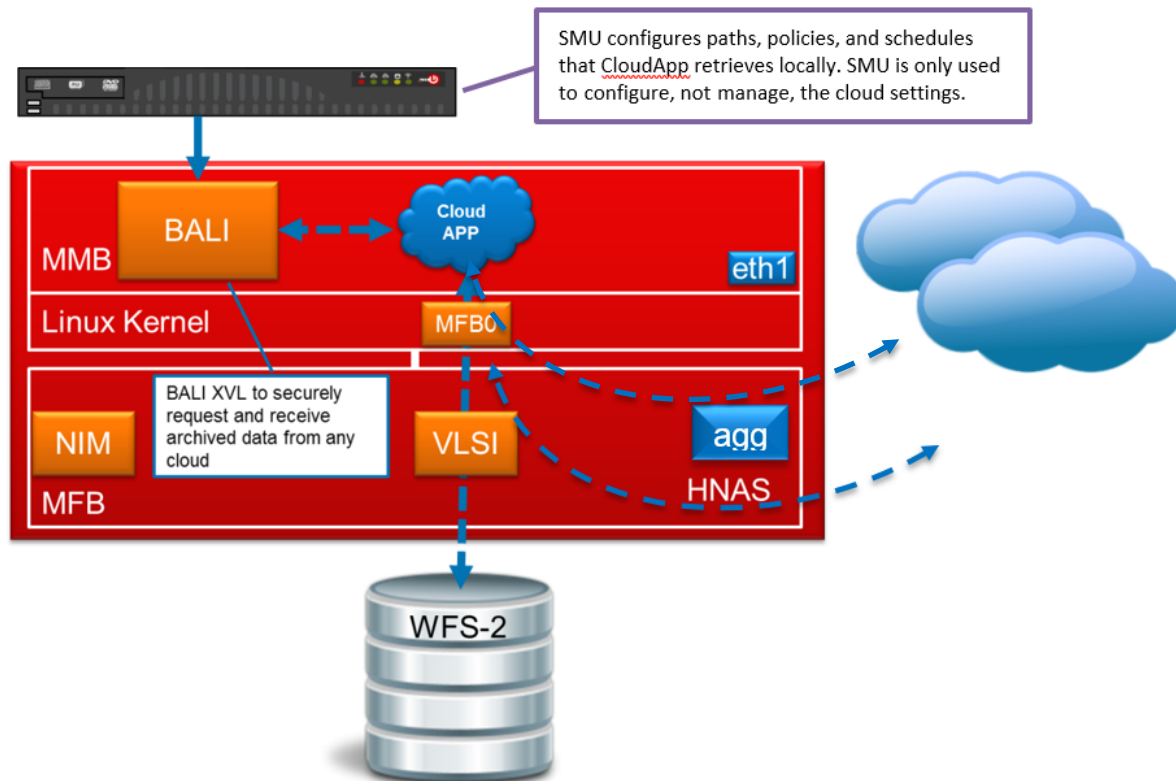 SMU configures paths, policies, and schedules
that CloudApp retrieves locally. SMU is only used
to configure, not manage, the cloud settings.
BALI
Cloud
APP
MMB
eth1
Linux Kernel
MFB0
BALI XVL to securely
request and receive
archived data from any
cloud
NIM
VLSI
agg
HNAS
MFB
WFS-2